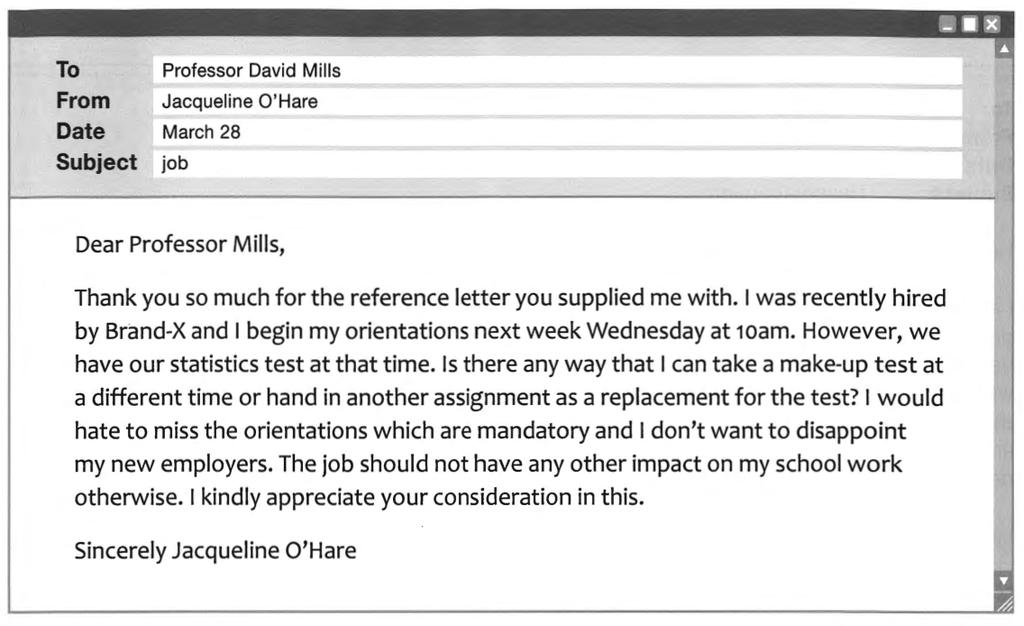 To Professor David Mills
From Jacqueline O'Hare
Date March 28
Subject job
Dear Professor Mills,
Thank you so much for the reference letter you supplied me with. I was recently hired
by Brand-X and I begin my orientations next week Wednesday at 10am. However, we
have our statistics test at that time. Is there any way that I can take a make-up test at
a different time or hand in another assignment as a replacement for the test? I would
hate to miss the orientations which are mandatory and I don't want to disappoint
my new employers. The job should not have any other impact on my school work
otherwise. I kindly appreciate your consideration in this.
Sincerely Jacqueline O'Hare